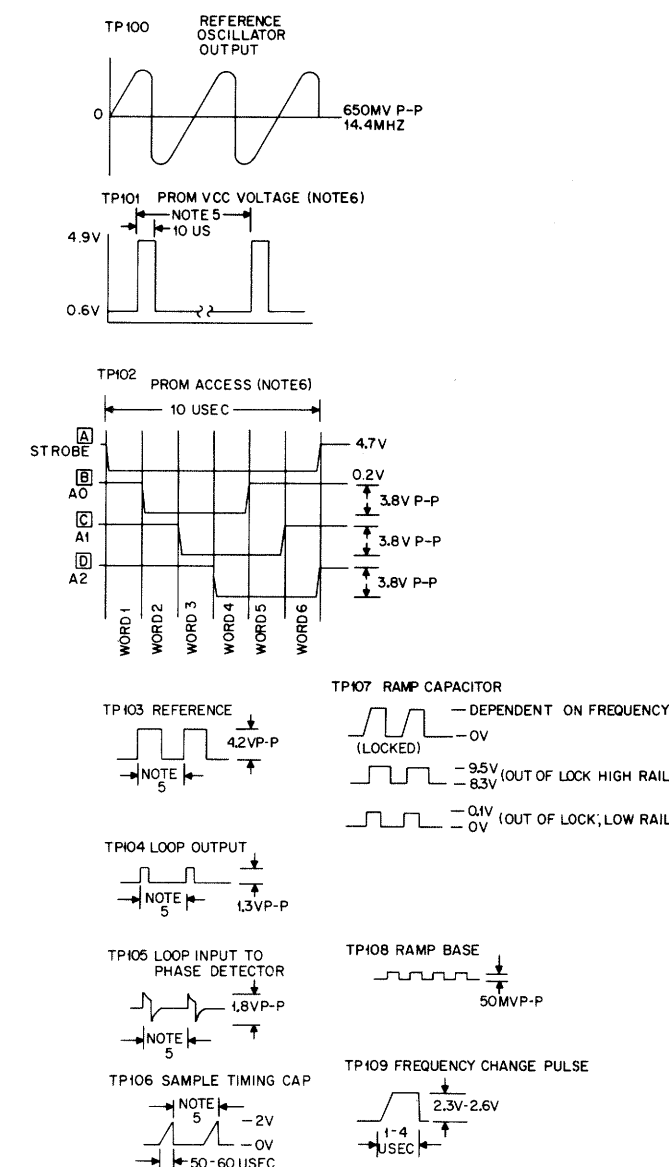 TP100
REFERENCE
OSCILLATOR
OUTPUT
0
650MV P-P
14.4MHZ
TP101 PROM VCC VOLTAGE (NOTE6)
NOTE 5
10 US
4.9V
0.6V
TP102
PROM ACCESS (NOTE6)
10 USEC
A
STROBE
4.7V
B
A0
0.2V
3.8V P-P
C
A1
3.8V P-P
D
A2
3.8V P-P
WORD 1
WORD 2
WORD 3
WORD 4
WORD 5
WORD 6
TP103 REFERENCE
4.2VP-P
NOTE
5
TP104 LOOP OUTPUT
NOTE
5
1.3VP-P
TP105 LOOP INPUT TO
PHASE DETECTOR
1.8VP-P
NOTE
5
TP106 SAMPLE TIMING CAP
NOTE
5
2V
0V
50-60 USEC
TP107 RAMP CAPACITOR
DEPENDENT ON FREQUENCY
0V
(LOCKED)
9.5V
8.3V
(OUT OF LOCK HIGH RAIL
0.1V
0V
(OUT OF LOCK, LOW RAIL
TP108 RAMP BASE
50MVP-P
TP109 FREQUENCY CHANGE PULSE
2.3V-2.6V
1-4
USEC